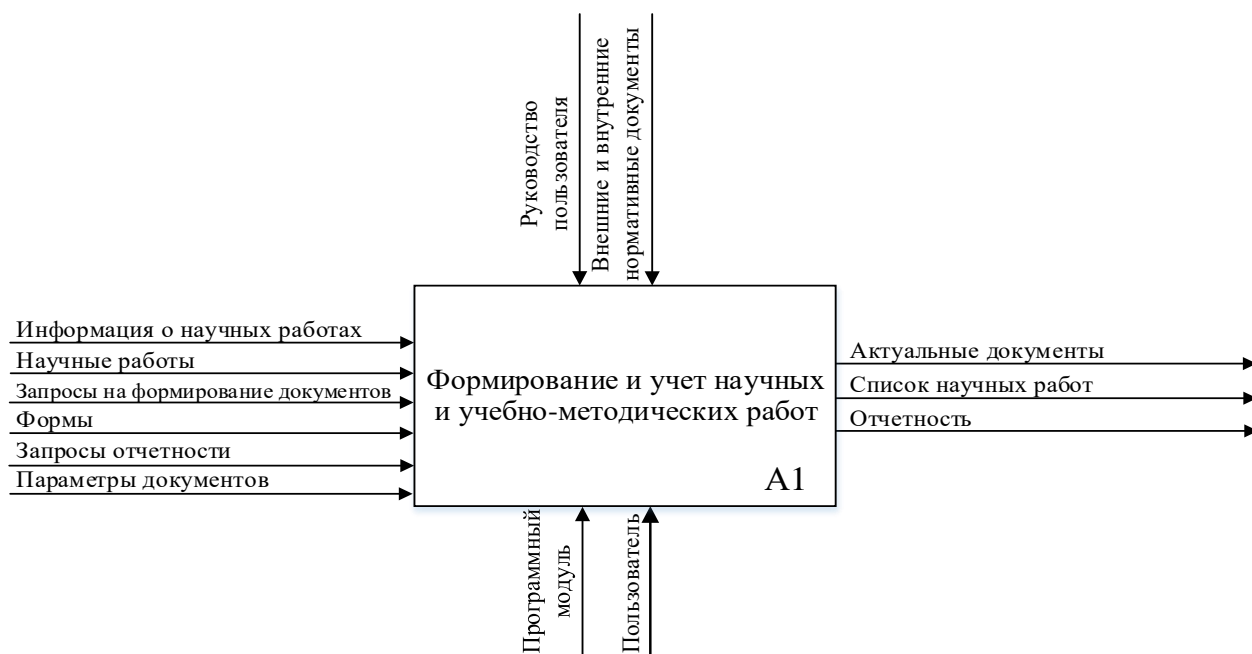 Руководство
пользователя
Внешние и внутренние
нормативные документы
Информация о научных работах
Научные работы
Запросы на формирование документов
Формы
Запросы отчетности
Параметры документов
Формирование и учет научных
и учебно-методических работ
А1
Актуальные документы
Список научных работ
Отчетность
Программный
модуль
Пользователь